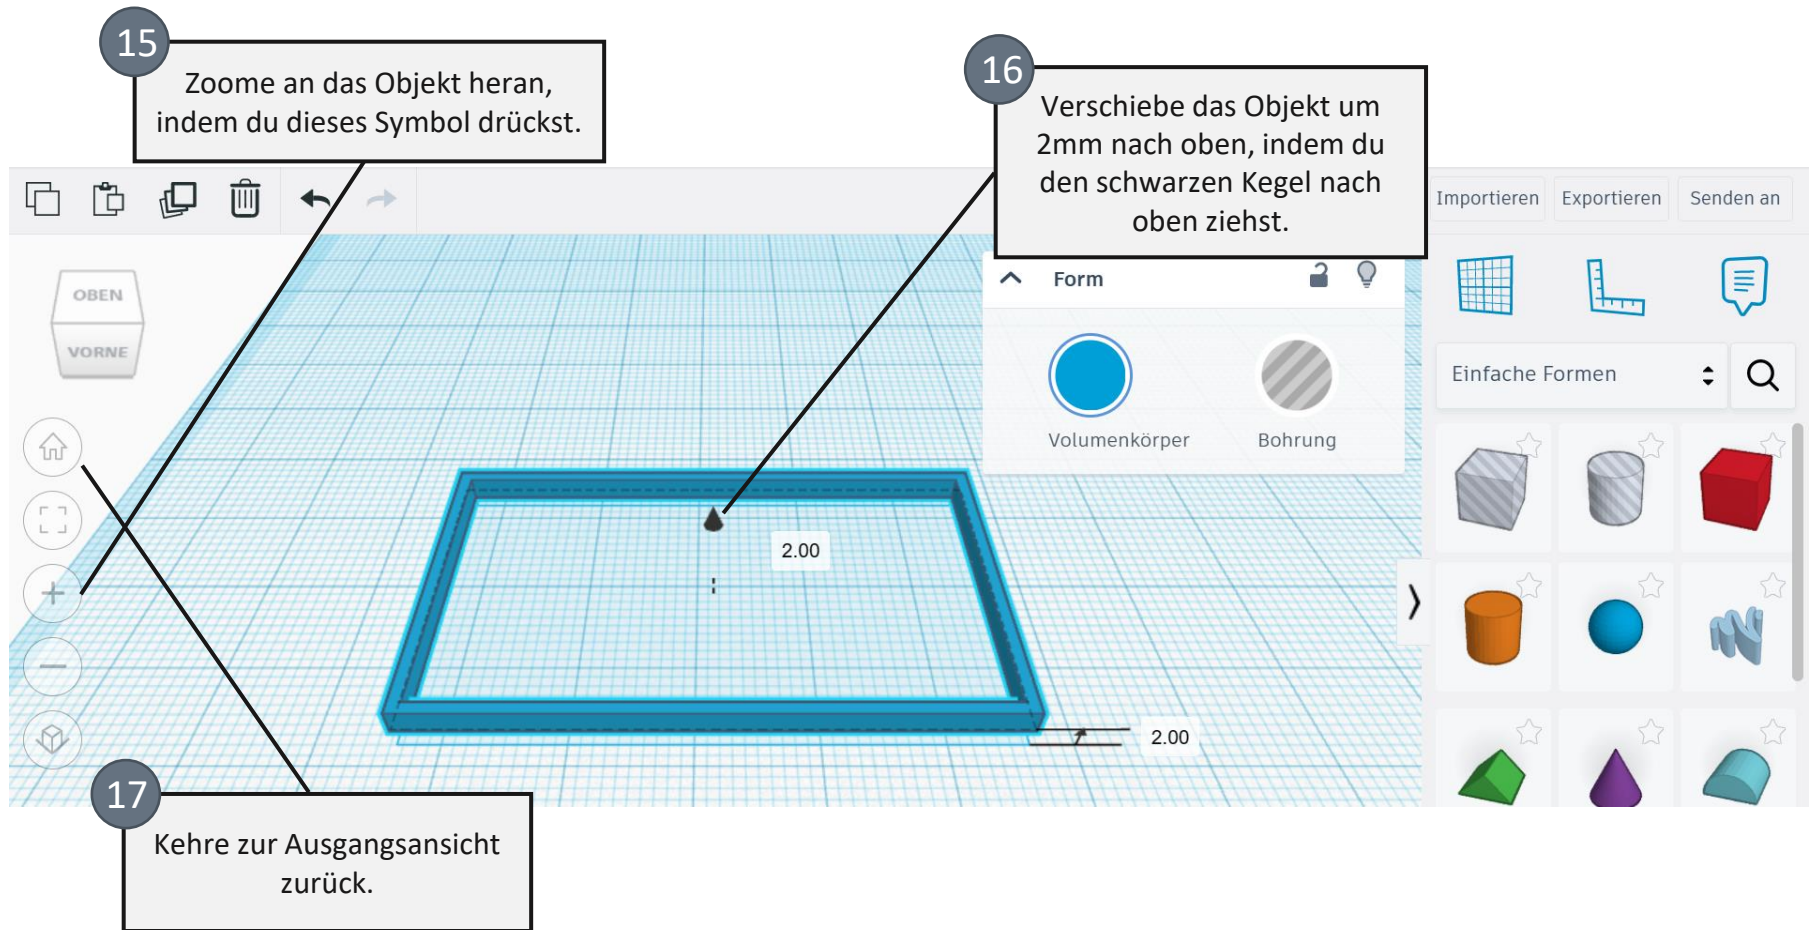 15
Zoome an das Objekt heran,
indem du dieses Symbol drückst.
16
Verschiebe das Objekt um
2mm nach oben, indem du
den schwarzen Kegel nach
oben ziehst.
Importieren
Exportieren
Senden an
OBEN
VORNE
Form
Volumenkörper
Bohrung
Einfache Formen
2.00
2.00
17
Kehre zur Ausgangsansicht
zurück.